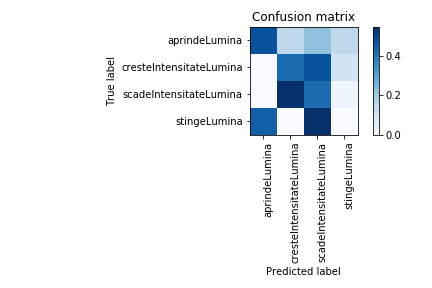 Confusion matrix
True label
aprindeLumina
cresteIntensitateLumina
scadeIntensitateLumina
stingeLumina
0.4
0.2
0.0
aprindeLumina
cresteIntensitateLumina
scadeIntensitateLumina
stingeLumina
Predicted label